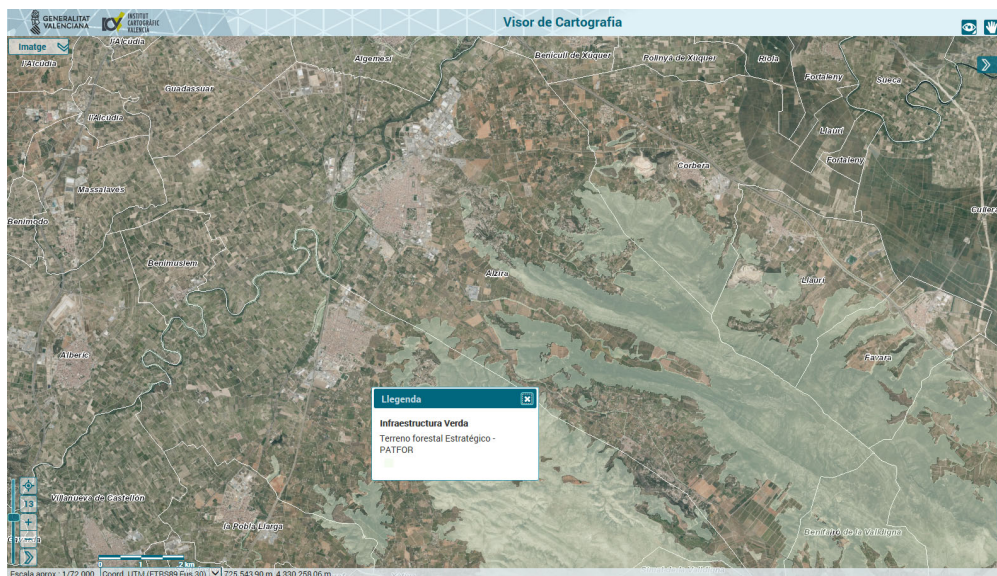 GENERALITAT
VALENCIANA
INSTITUT
CARTOGRÀFIC
VALENCIÀ
Visor de Cartografia
Imatge
l'Alcúdia
l'Alcúdia
Algemesí
Benicull de Xúquer
Polinyà de Xúquer
Riola
Fortaleny
Sueca
Guadassuar
l'Alcúdia
Llaurí
Fortaleny
Corbera
Massalavés
Benimodo
Cullera
Benimuslem
Alzira
Llaurí
Alberic
Favara
Llegenda
Infraestructura Verda
Terreno forestal Estratégico -
PATFOR
13
Villanueva de Castellón
la Pobla Llarga
Benifairó de la Valldigna
0 1 2 km
Escala aprox.: 1/72.000 Coord. UTM (ETRS89 Fus 30) 725.543,90 m, 4.330.258,06 m